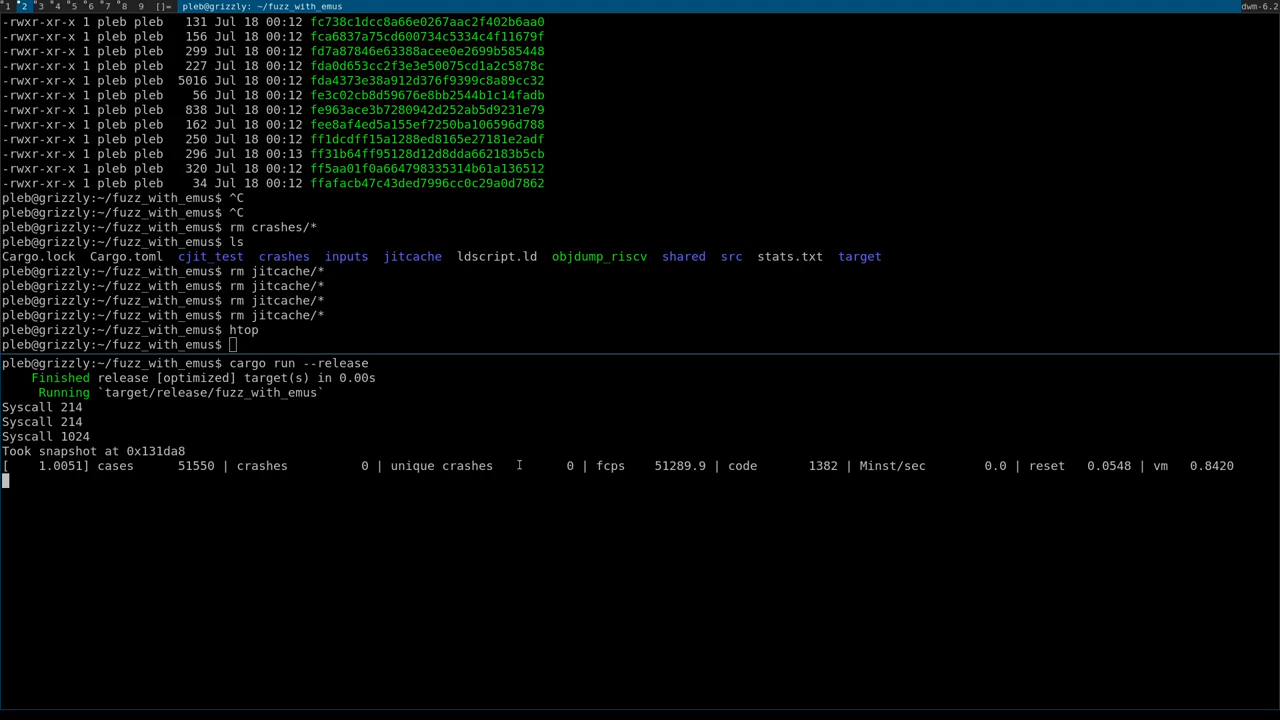 1 2 3 4 5 6 7 8 9 []= pleb@grizzly: ~/fuzz_with_emus dwm-6.2
-rwxr-xr-x 1 pleb pleb 131 Jul 18 00:12 fc738c1dcc8a66e0267aac2f402b6aa0
-rwxr-xr-x 1 pleb pleb 156 Jul 18 00:12 fca6837a75cd600734c5334c4f11679f
-rwxr-xr-x 1 pleb pleb 299 Jul 18 00:12 fd7a87846e63388acee0e2699b585448
-rwxr-xr-x 1 pleb pleb 227 Jul 18 00:12 fda0d653cc2f3e3e50075cd1a2c5878c
-rwxr-xr-x 1 pleb pleb 5016 Jul 18 00:12 fda4373e38a912d376f9399c8a89cc32
-rwxr-xr-x 1 pleb pleb 56 Jul 18 00:12 fe3c02cb8d59676e8bb2544b1c14fadb
-rwxr-xr-x 1 pleb pleb 838 Jul 18 00:12 fe963ace3b7280942d252ab5d9231e79
-rwxr-xr-x 1 pleb pleb 162 Jul 18 00:12 fee8af4ed5a155ef7250ba106596d788
-rwxr-xr-x 1 pleb pleb 250 Jul 18 00:12 ff1dcdff15a1288ed8165e27181e2adf
-rwxr-xr-x 1 pleb pleb 296 Jul 18 00:13 ff31b64ff95128d12d8dda662183b5cb
-rwxr-xr-x 1 pleb pleb 320 Jul 18 00:12 ff5aa01f0a664798335314b61a136512
-rwxr-xr-x 1 pleb pleb 34 Jul 18 00:12 ffafacb47c43ded7996cc0c29a0d7862
pleb@grizzly:~/fuzz_with_emus$ ^C
pleb@grizzly:~/fuzz_with_emus$ ^C
pleb@grizzly:~/fuzz_with_emus$ rm crashes/*
pleb@grizzly:~/fuzz_with_emus$ ls
Cargo.lock Cargo.toml cjit_test crashes inputs jitcache ldscript.ld objdump_riscv shared src stats.txt target
pleb@grizzly:~/fuzz_with_emus$ rm jitcache/*
pleb@grizzly:~/fuzz_with_emus$ rm jitcache/*
pleb@grizzly:~/fuzz_with_emus$ rm jitcache/*
pleb@grizzly:~/fuzz_with_emus$ rm jitcache/*
pleb@grizzly:~/fuzz_with_emus$ htop
pleb@grizzly:~/fuzz_with_emus$
pleb@grizzly:~/fuzz_with_emus$ cargo run --release
Finished release [optimized] target(s) in 0.00s
Running `target/release/fuzz_with_emus`
Syscall 214
Syscall 214
Syscall 1024
Took snapshot at 0x131da8
[ 1.0051] cases 51550 | crashes 0 | unique crashes 0 | fcps 51289.9 | code 1382 | Minst/sec 0.0 | reset 0.0548 | vm 0.8420